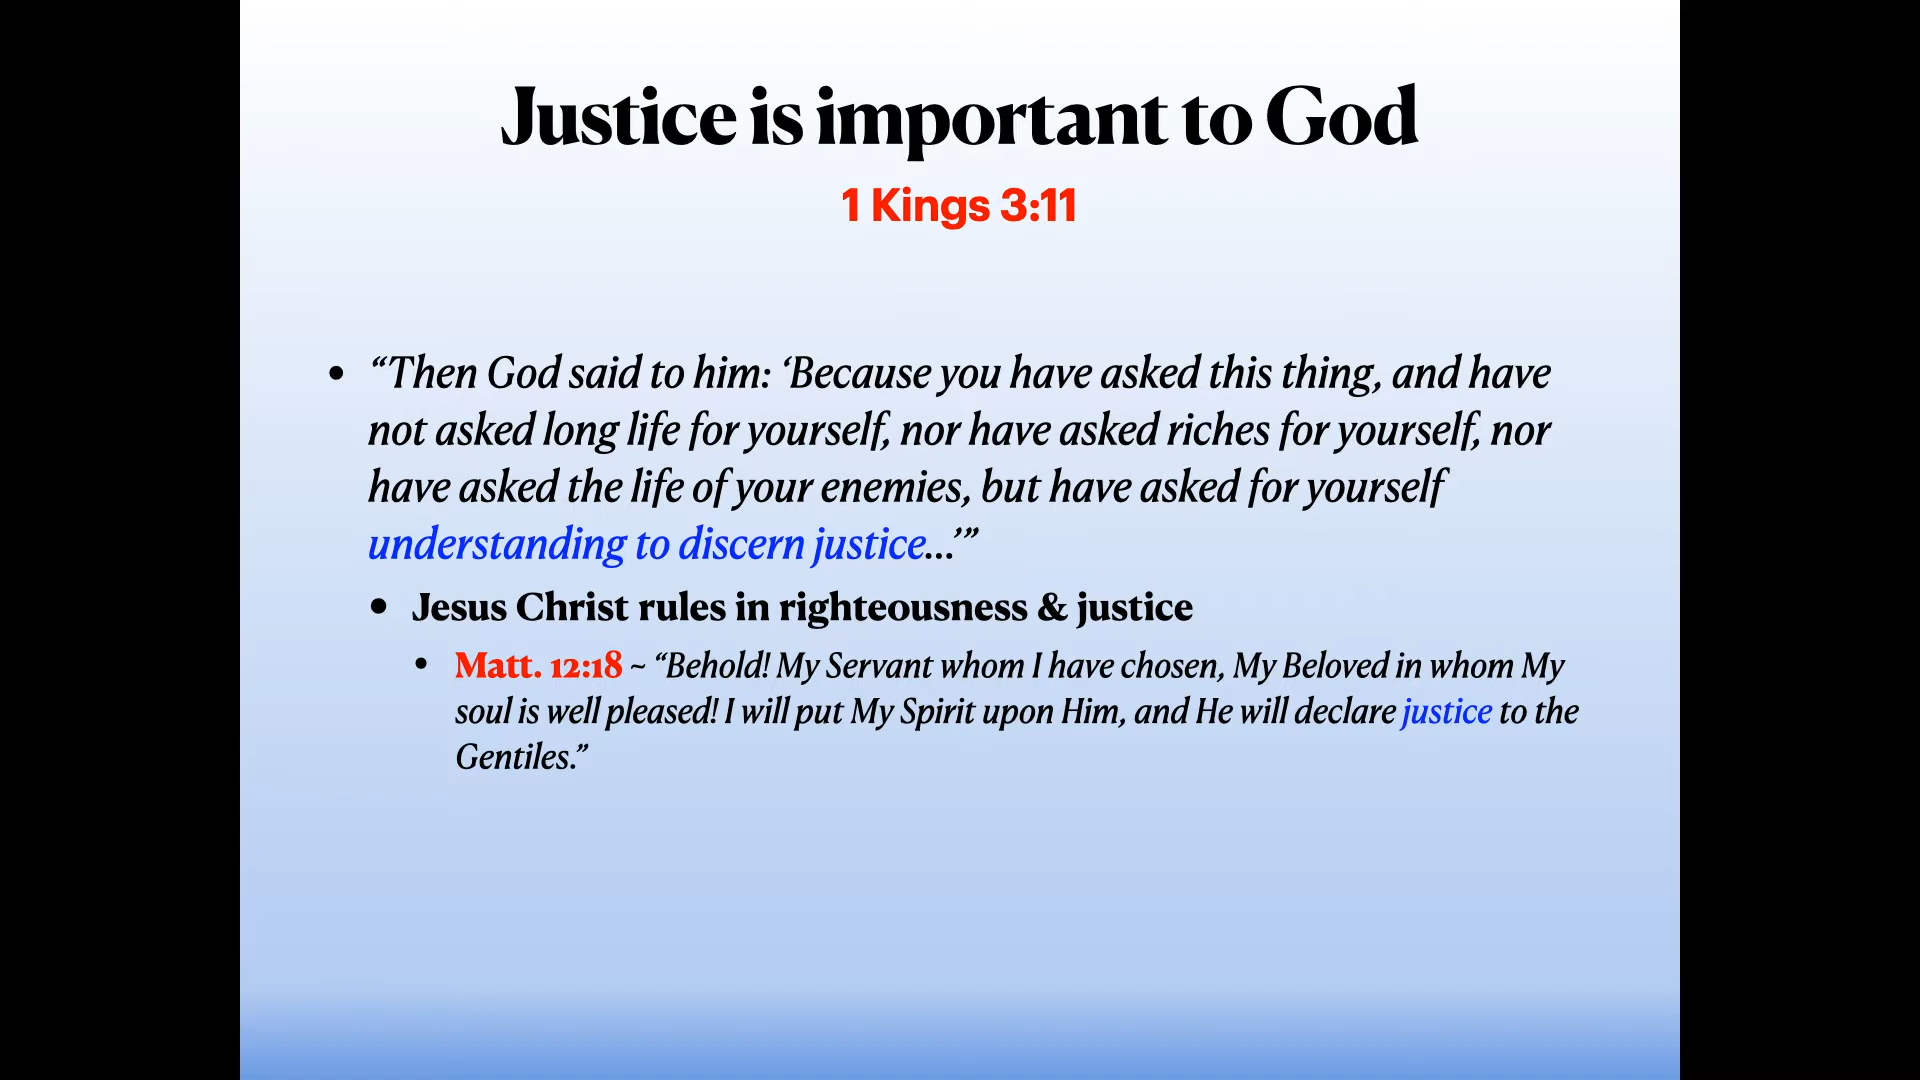 Justice is important to God
1 Kings 3:11
• “Then God said to him: ‘Because you have asked this thing, and have
not asked long life for yourself, nor have asked riches for yourself, nor
have asked the life of your enemies, but have asked for yourself
understanding to discern justice…’”
• Jesus Christ rules in righteousness & justice
• Matt. 12:18 ~ “Behold! My Servant whom I have chosen, My Beloved in whom My
soul is well pleased! I will put My Spirit upon Him, and He will declare justice to the
Gentiles.”